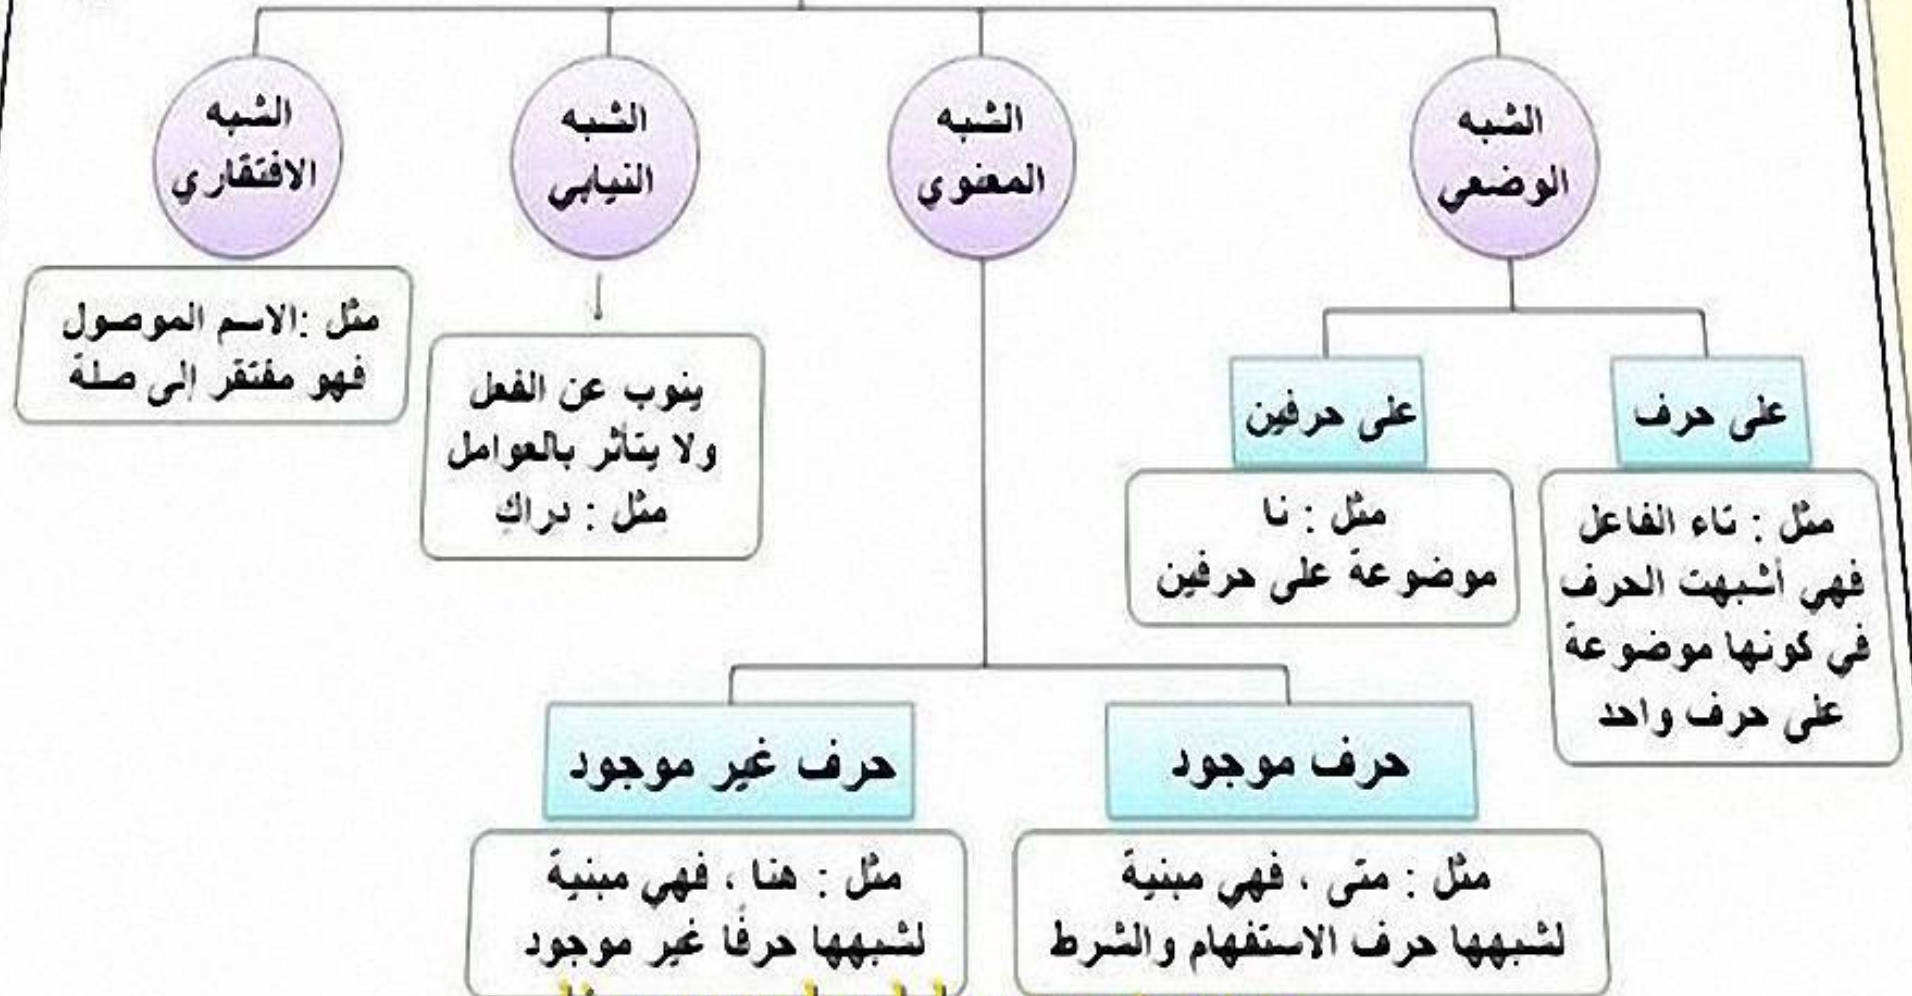 الشبه
الوضعي
الشبه
المعنوي
الشبه
النيابي
الشبه
الافتقاري
على حرف
مثل : تاء الفاعل
فهي أشبهت الحرف
في كونها موضوعة
على حرف واحد
على حرفين
مثل : نا
موضوعة على حرفين
ينوب عن الفعل
ولا يتأثر بالعوامل
مثل : دراك
مثل :الاسم الموصول
فهو مفتقر إلى صلة
حرف موجود
مثل : متى ، فهي مبنية
لشبهها حرف الاستفهام والشرط
حرف غير موجود
مثل : هنا ، فهي مبنية
لشبهها حرفًا غير موجود